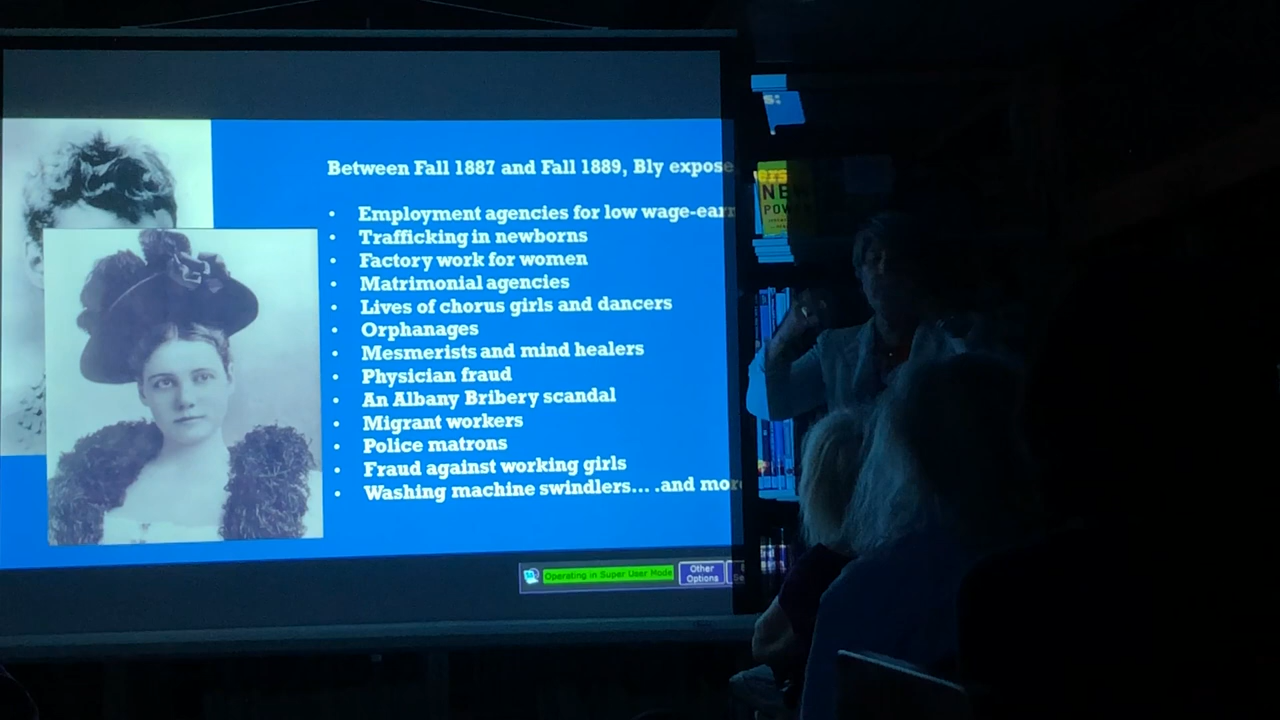 Between Fall 1887 and Fall 1889, Bly expose
s:
• Employment agencies for low wage-earn
ers
• Trafficking in newborns
• Factory work for women
• Matrimonial agencies
• Lives of chorus girls and dancers
• Orphanages
• Mesmerists and mind healers
• Physician fraud
• An Albany Bribery scandal
• Migrant workers
• Police matrons
• Fraud against working girls
• Washing machine swindlers... .and more
Operating in Super User Mode
Other
Options
NE
POW